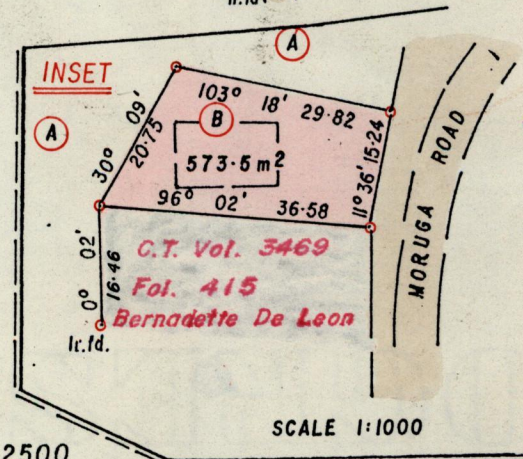 Ir.fd.
A
INSET
103° 18' 29·82
B
A
30° 09'
20·75
573·5 m²
11° 36' 15·24
MORUGA ROAD
96° 02' 36·58
0° 02'
16·46
C.T. Vol. 3469
Fol. 415
Bernadette De Leon
Ir.fd.
SCALE 1:1000
2500